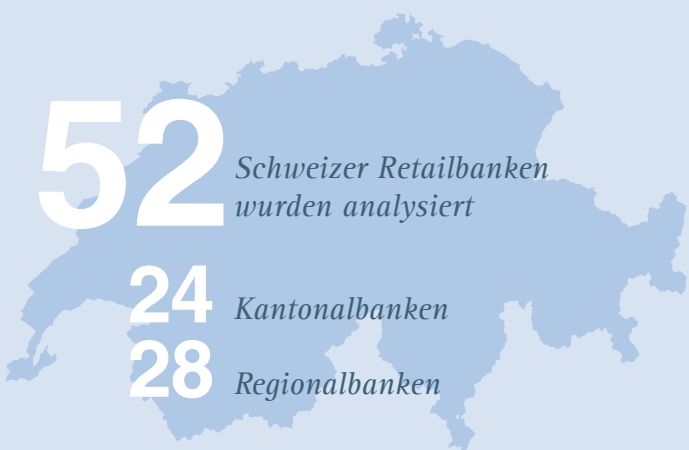 52 Schweizer Retailbanken
wurden analysiert
24 Kantonalbanken
28 Regionalbanken